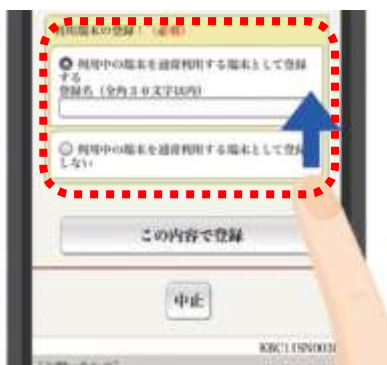 利用端末の登録！（必須）
利用中の端末を通常利用する端末として登録
する
登録名（全角３０文字以内）
利用中の端末を通常利用する端末として登
しない
この内容で登録
中止